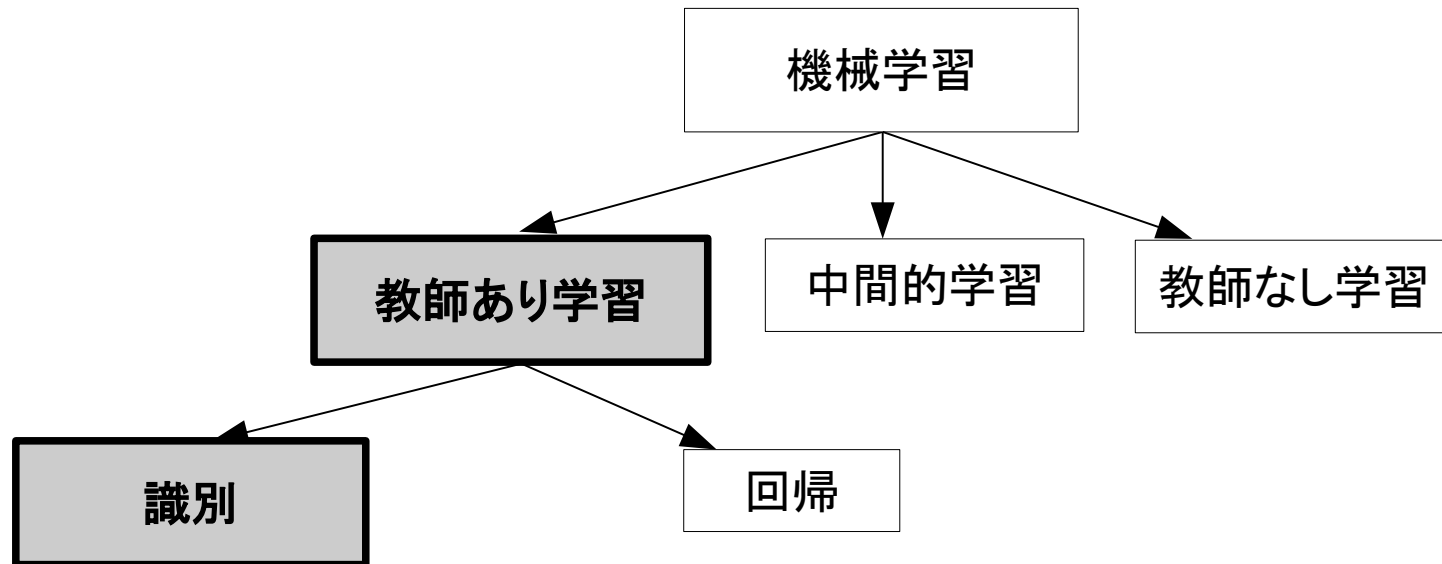 機械学習
教師あり学習
中間的学習
教師なし学習
識別
回帰